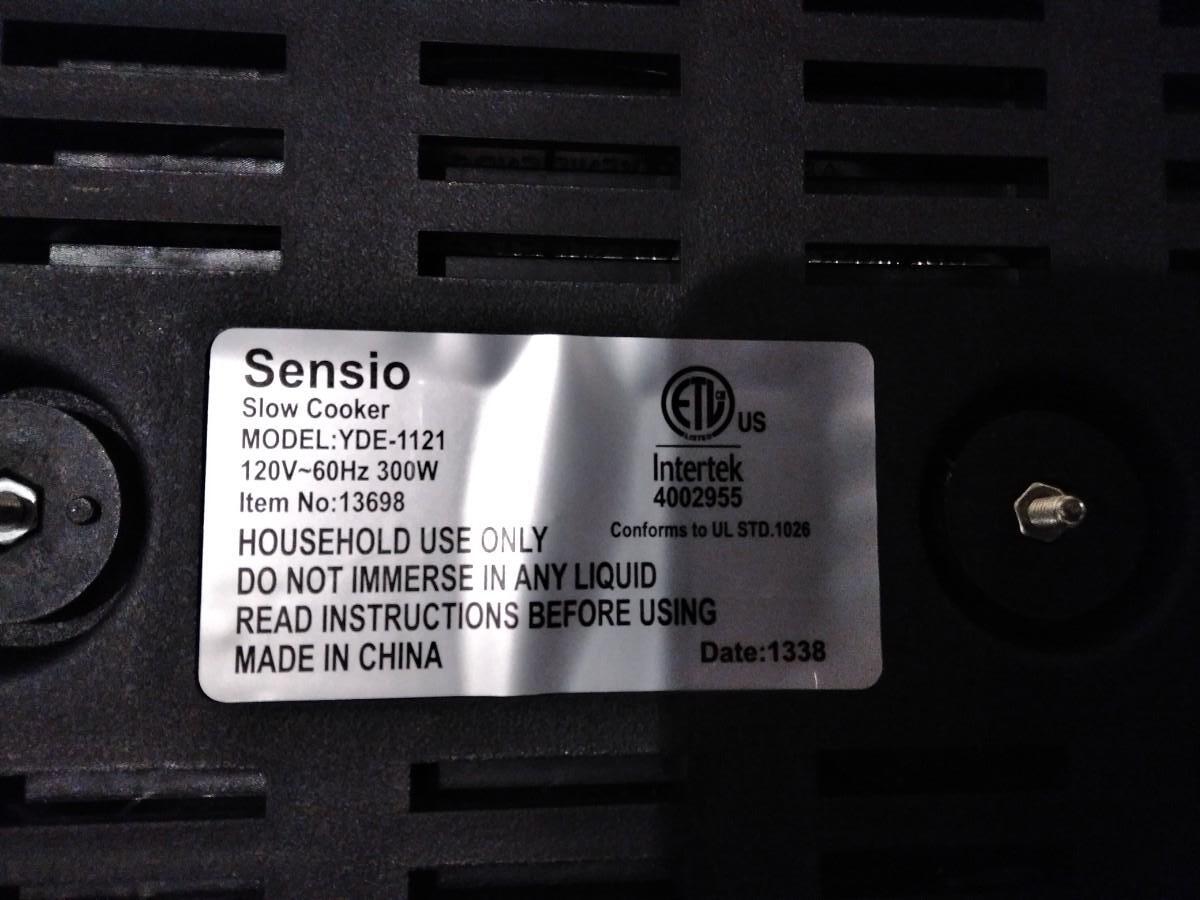 Sensio
Slow Cooker
MODEL:YDE-1121
120V~60Hz 300W
Item No:13698
ETL CM
LISTED
US
Intertek
4002955
Conforms to UL STD.1026
HOUSEHOLD USE ONLY
DO NOT IMMERSE IN ANY LIQUID
READ INSTRUCTIONS BEFORE USING
MADE IN CHINA
Date:1338